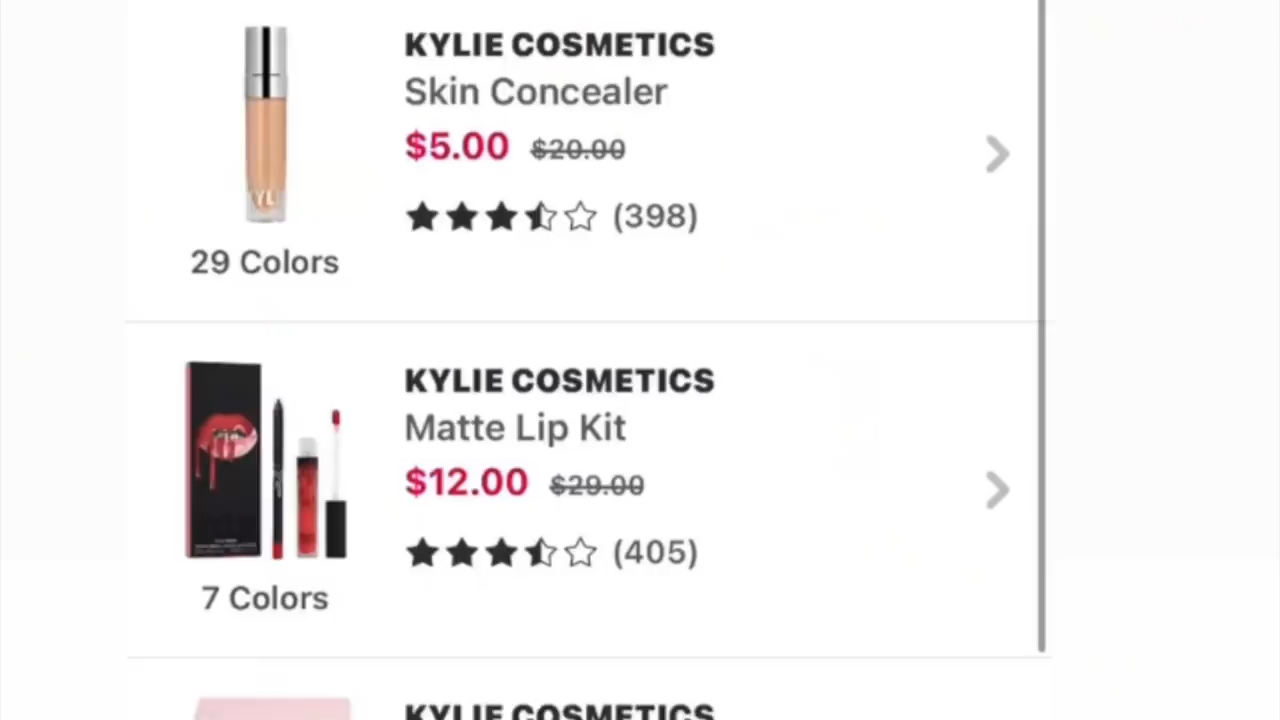 KYLIE COSMETICS
Skin Concealer
$5.00 $20.00
(398)
29 Colors
KYLIE COSMETICS
Matte Lip Kit
$12.00 $29.00
(405)
7 Colors
KYLIE COSMETICS